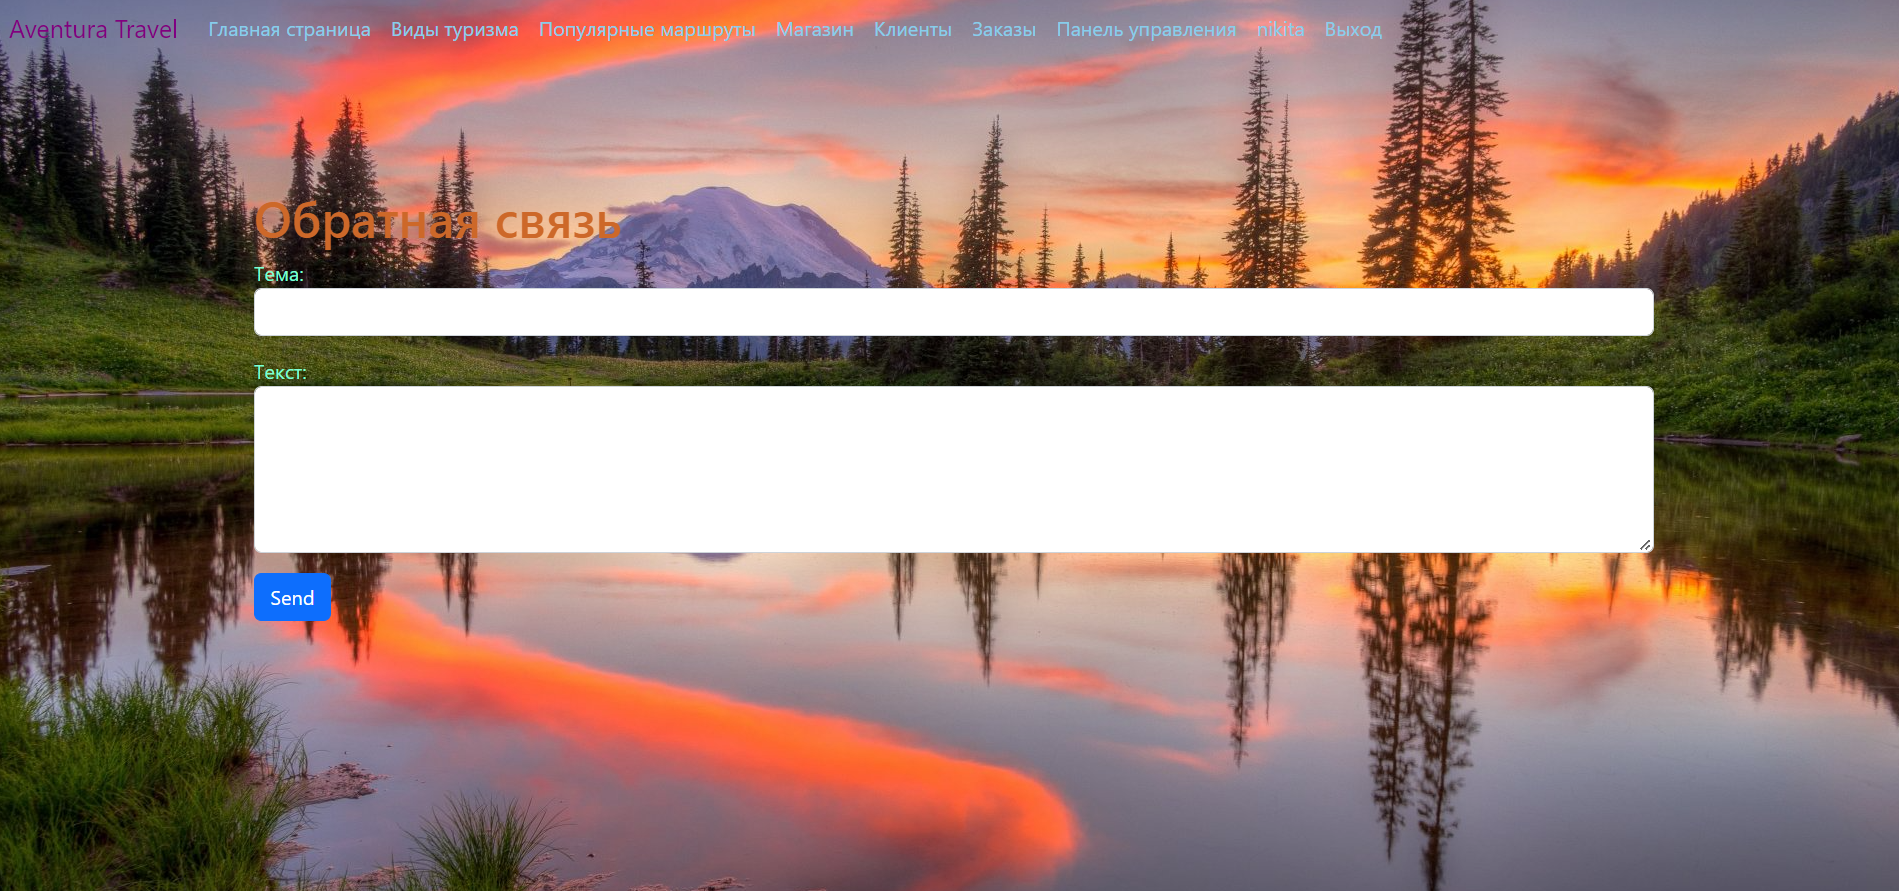 Aventura Travel Главная страница Виды туризма Популярные маршруты Магазин Клиенты Заказы Панель управления nikita Выход
Обратная связь
Тема:
Текст:
Send